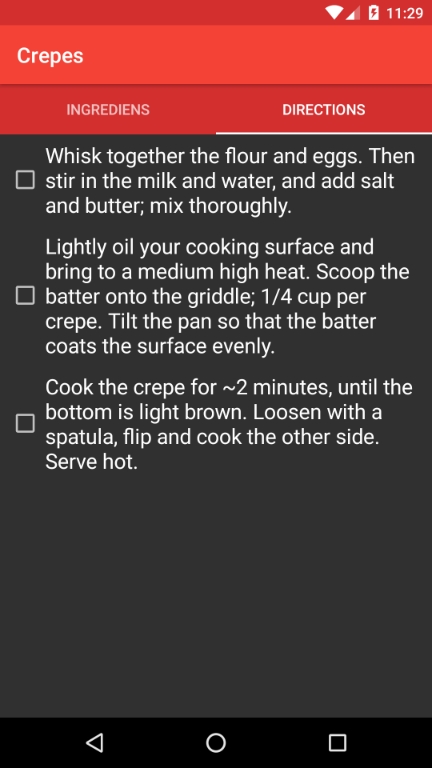 11:29
Crepes
INGREDIENS
DIRECTIONS
Whisk together the flour and eggs. Then
stir in the milk and water, and add salt
and butter; mix thoroughly.
Lightly oil your cooking surface and
bring to a medium high heat. Scoop the
batter onto the griddle; 1/4 cup per
crepe. Tilt the pan so that the batter
coats the surface evenly.
Cook the crepe for ~2 minutes, until the
bottom is light brown. Loosen with a
spatula, flip and cook the other side.
Serve hot.